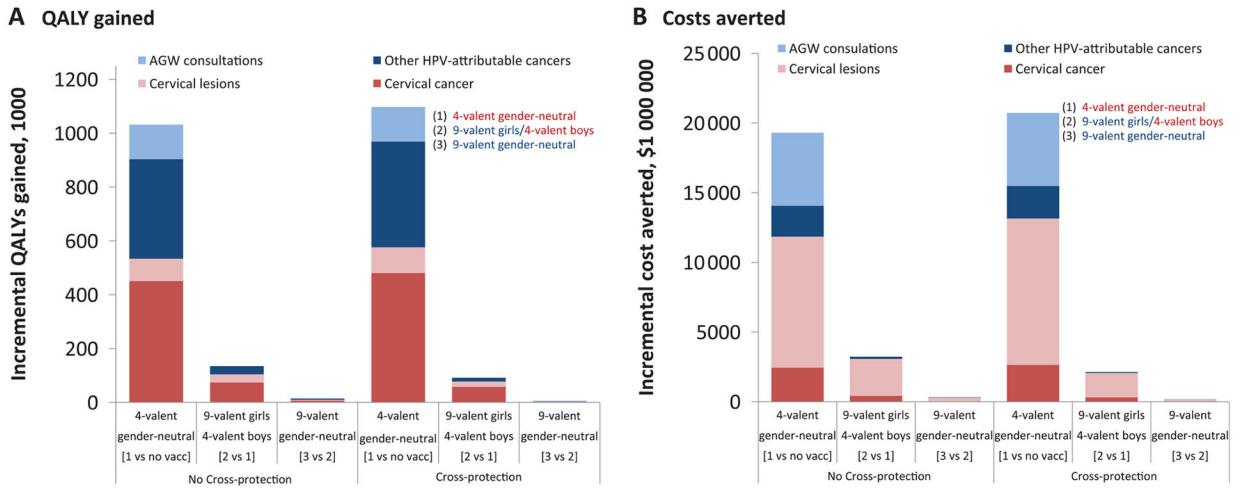 A QALY gained
AGW consultations
Other HPV-attributable cancers
Cervical lesions
Cervical cancer
(1) 4-valent gender-neutral
(2) 9-valent girls/4-valent boys
(3) 9-valent gender-neutral
Incremental QALYs gained, 1000
1200
1000
800
600
400
200
0
4-valent
gender-neutral
[1 vs no vacc]
9-valent girls
4-valent boys
[2 vs 1]
9-valent
gender-neutral
[3 vs 2]
4-valent
gender-neutral
[1 vs no vacc]
9-valent girls
4-valent boys
[2 vs 1]
9-valent
gender-neutral
[3 vs 2]
No Cross-protection
Cross-protection
B Costs averted
AGW consulations
Other HPV-attributable cancers
Cervical lesions
Cervical cancer
(1) 4-valent gender-neutral
(2) 9-valent girls/4-valent boys
(3) 9-valent gender-neutral
Incremental cost averted, $1 000 000
25 000
20 000
15 000
10 000
5000
0
4-valent
gender-neutral
[1 vs no vacc]
9-valent girls
4-valent boys
[2 vs 1]
9-valent
gender-neutral
[3 vs 2]
4-valent
gender-neutral
[1 vs no vacc]
9-valent girls
4-valent boys
[2 vs 1]
9-valent
gender-neutral
[3 vs 2]
No Cross-protection
Cross-protection